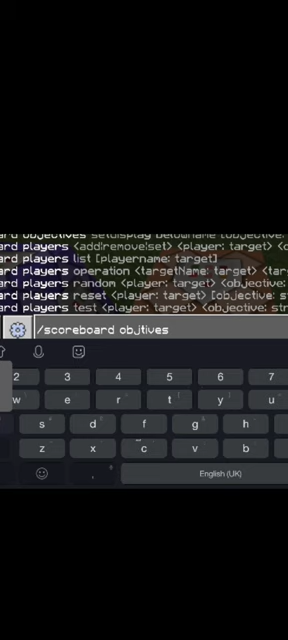 ard objectives setdisplay belowname [objective:
ard players <add|remove|set> <player: target> <o
ard players list [playername: target]
ard players operation <targetName: target> <tar
ard players random <player: target> <objective:
ard players reset <player: target> [objective: st
ard players test <player: target> <objective: str
/scoreboard objtives
2 3 4 5 6 7
w e r t y u
s d f g h
z x c v b
, English (UK)